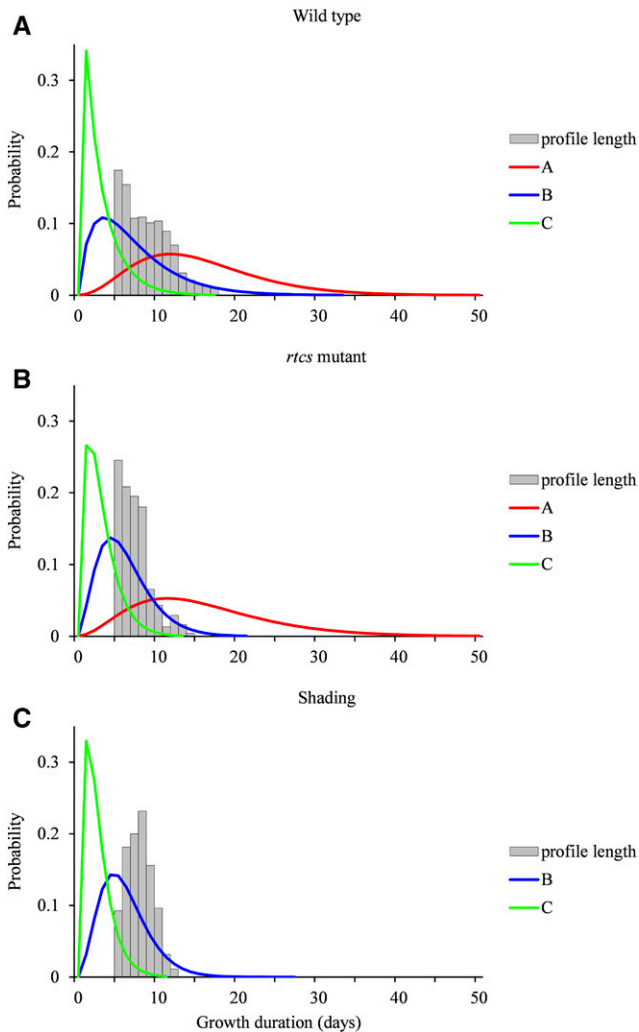 A
Wild type
0.3
0.2
0.1
0
Probability
0 10 20 30 40 50
profile length
A
B
C
B
rtcs mutant
0.3
0.2
0.1
0
Probability
0 10 20 30 40 50
profile length
A
B
C
C
Shading
0.3
0.2
0.1
0
Probability
0 10 20 30 40 50
Growth duration (days)
profile length
B
C